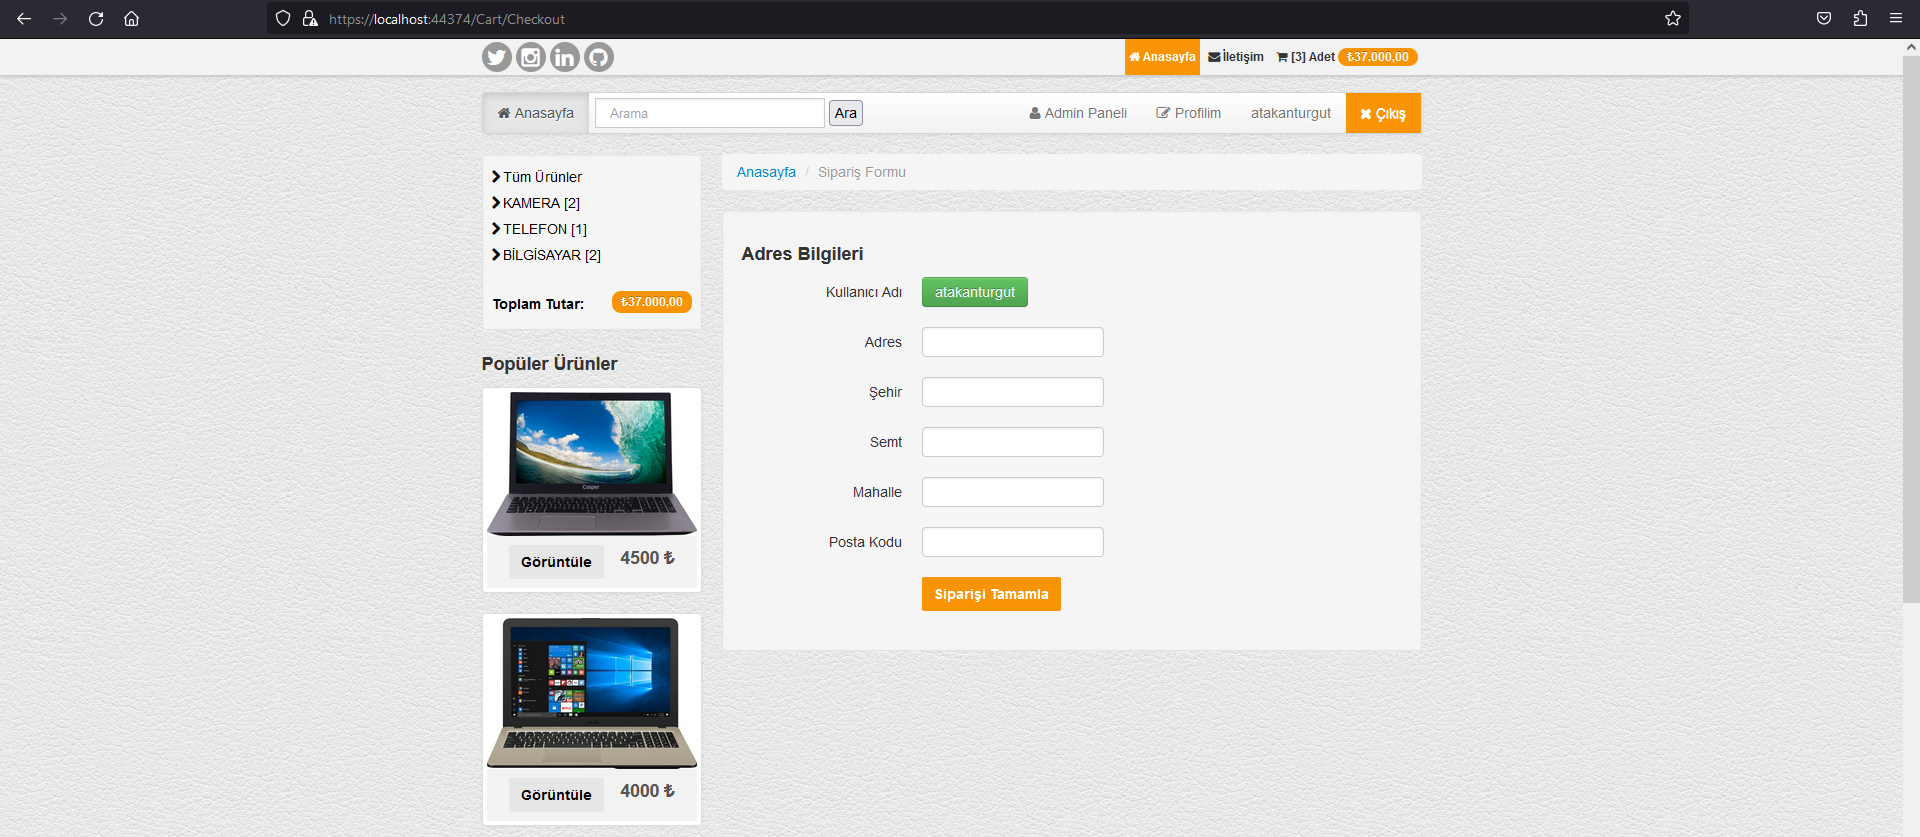 https://localhost:44374/Cart/Checkout
Anasayfa İletişim [3] Adet ₺37.000,00
Anasayfa Arama Ara Admin Paneli Profilim atakanturgut Çıkış
Tüm Ürünler
KAMERA [2]
TELEFON [1]
BİLGİSAYAR [2]
Toplam Tutar: ₺37.000,00
Popüler Ürünler
Casper
Görüntüle 4500 ₺
Görüntüle 4000 ₺
Anasayfa / Sipariş Formu
Adres Bilgileri
Kullanıcı Adı atakanturgut
Adres
Şehir
Semt
Mahalle
Posta Kodu
Siparişi Tamamla